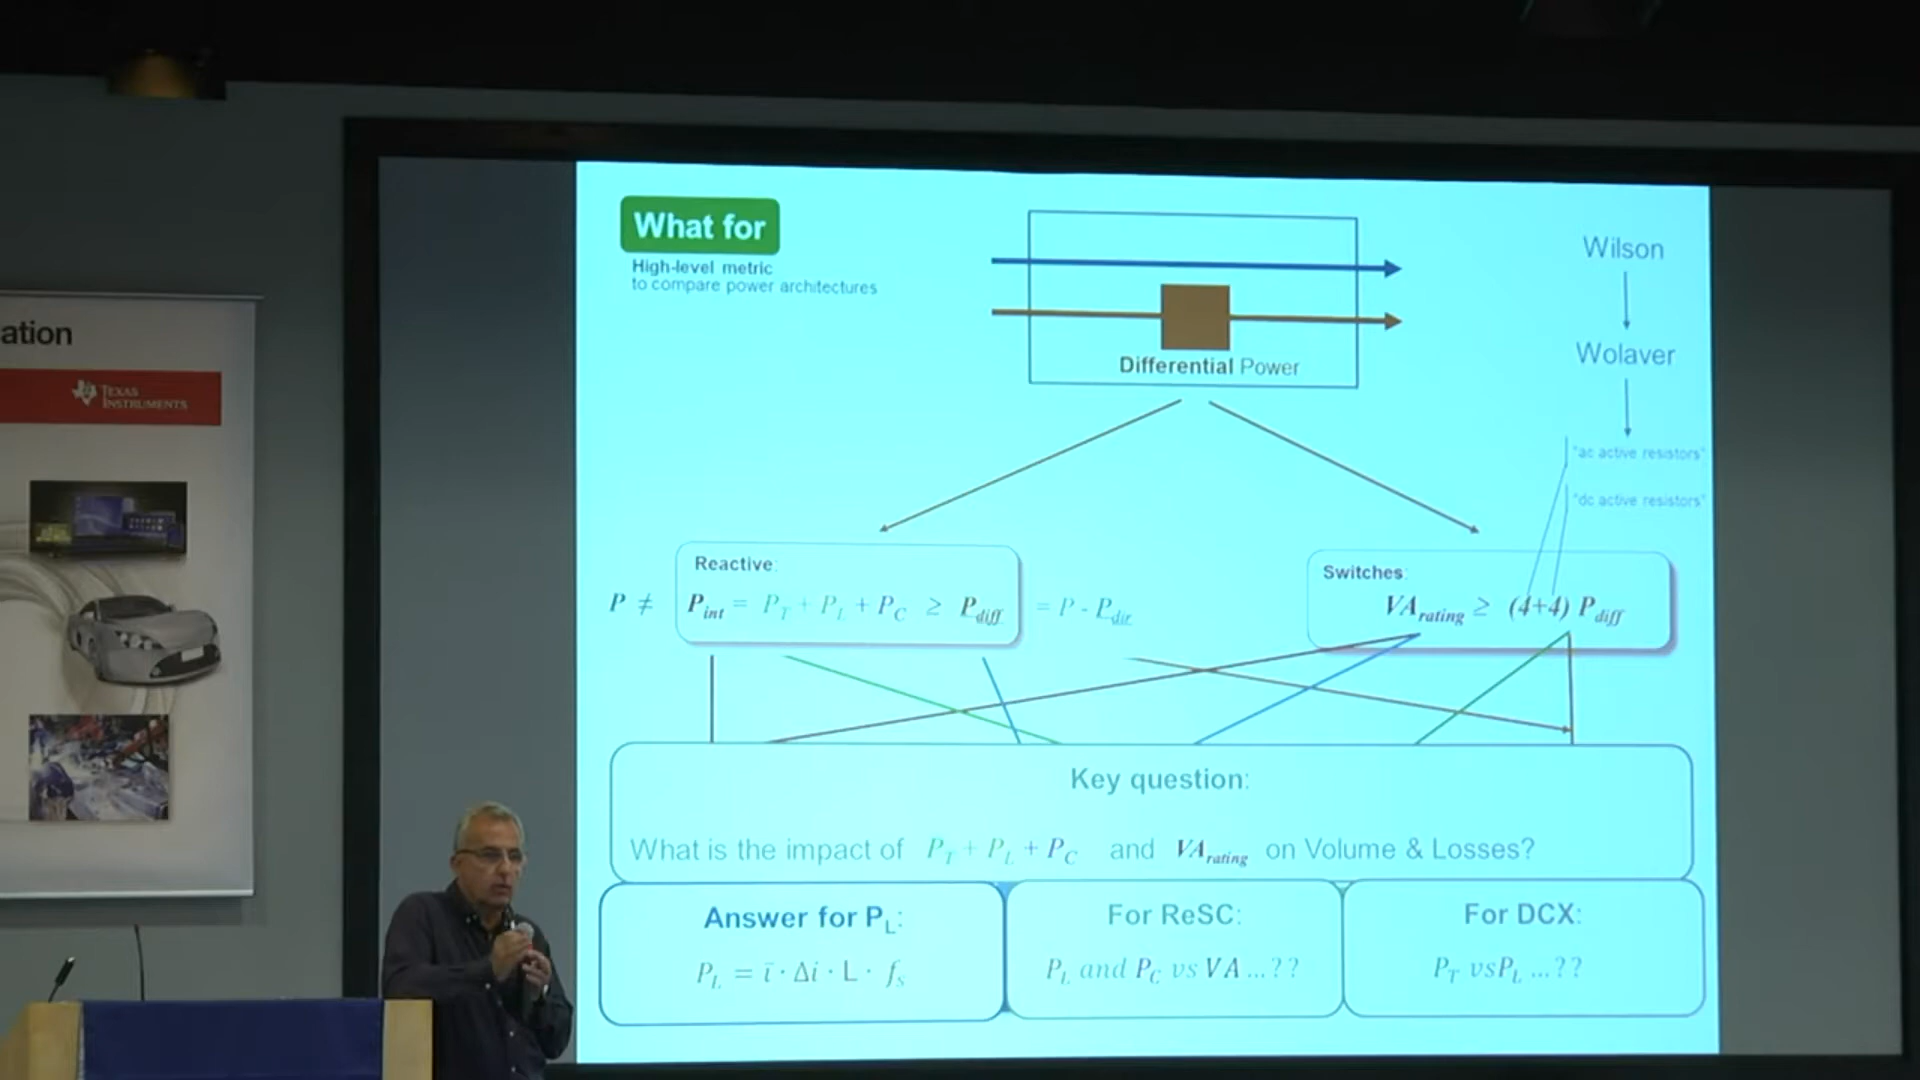 ation
TEXAS
INSTRUMENTS
What for
High-level metric
to compare power architectures
Differential Power
Wilson
Wolaver
"ac active resistors"
"dc active resistors"
Reactive:
P ≠ P_int = P_T + P_L + P_C ≥ P_diff = P - P_dir
Switches:
VA_rating ≥ (4+4) P_diff
Key question:
What is the impact of P_T + P_L + P_C and VA_rating on Volume & Losses?
Answer for P_L:
P_L = i̅ · Δi · L · f_s
For ReSC:
P_L and P_C vs VA ...??
For DCX:
P_T vsP_L ...??